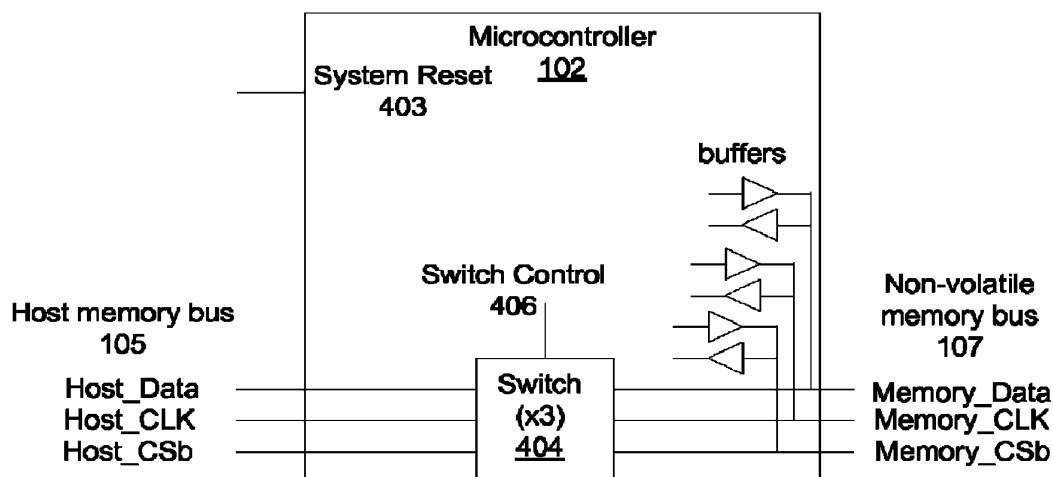 Microcontroller
102
System Reset
403
buffers
Switch Control
406
Host memory bus
105
Non-volatile
memory bus
107
Host_Data
Host_CLK
Host_CSb
Switch
(x3)
404
Memory_Data
Memory_CLK
Memory_CSb